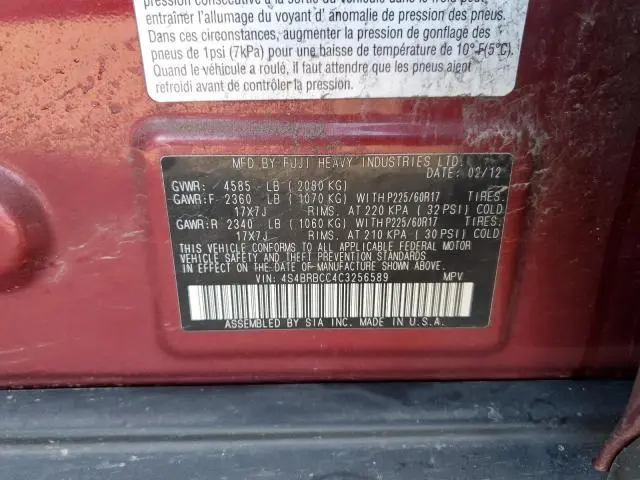 pression consécutive à la sortie du véhicule dans le froid peut
entraîner l'allumage du voyant d' anomalie de pression des pneus.
Dans ces circonstances, augmenter la pression de gonflage des
pneus de 1psi (7kPa) pour une baisse de température de 10°F(5°C).
Quand le véhicule a roulé, il faut attendre que les pneus aient
refroidi avant de contrôler la pression.
MFD BY FUJI HEAVY INDUSTRIES LTD.
DATE: 02/12
GVWR: 4585 LB ( 2080 KG)
GAWR:F 2360 LB ( 1070 KG) WITH P225/60R17 TIRES.
17X7J RIMS. AT 220 KPA ( 32 PSI) COLD
GAWR:R 2340 LB ( 1060 KG) WITH P225/60R17 TIRES.
17X7J RIMS. AT 210 KPA ( 30 PSI) COLD
THIS VEHICLE CONFORMS TO ALL APPLICABLE FEDERAL MOTOR
VEHICLE SAFETY AND THEFT PREVENTION STANDARDS
IN EFFECT ON THE DATE OF MANUFACTURE SHOWN ABOVE.
VIN: 4S4BRBCC4C3256589 MPV
ASSEMBLED BY SIA INC. MADE IN U.S.A.